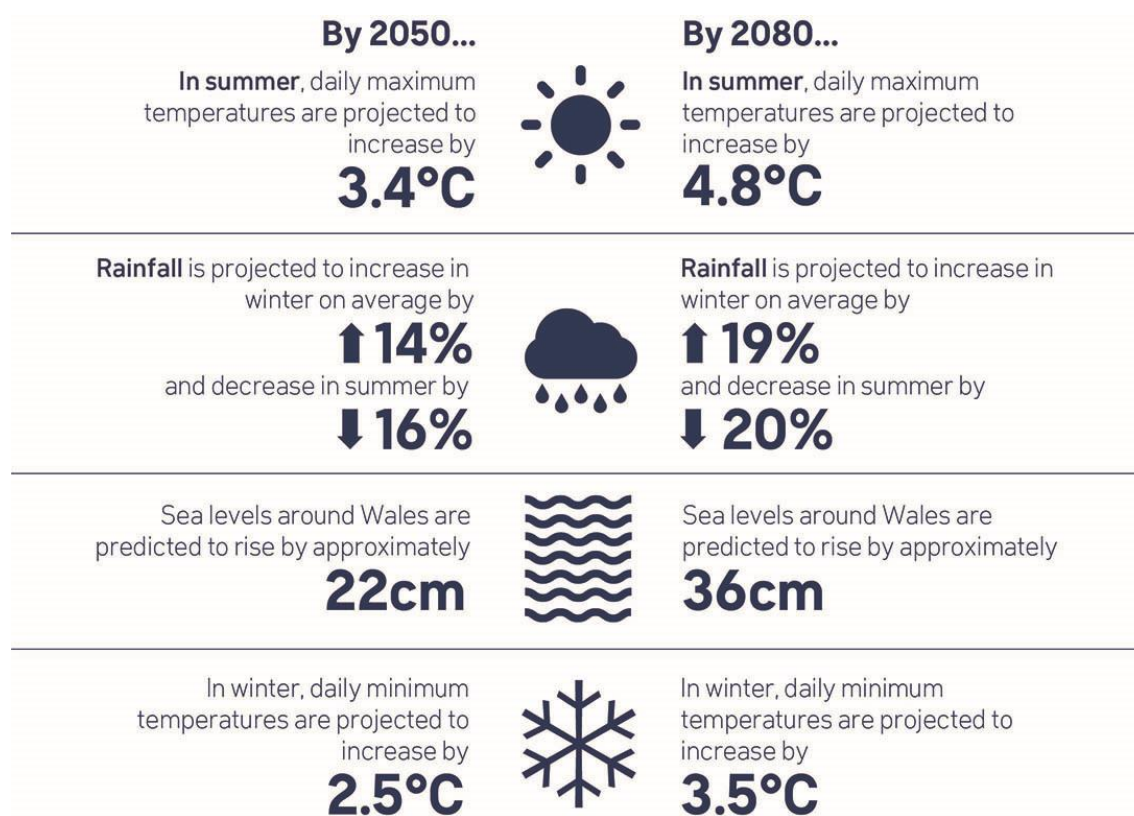 By 2050...
In summer, daily maximum
temperatures are projected to
increase by
3.4°C
By 2080...
In summer, daily maximum
temperatures are projected to
increase by
4.8°C
Rainfall is projected to increase in
winter on average by
14%
and decrease in summer by
16%
Rainfall is projected to increase in
winter on average by
19%
and decrease in summer by
20%
Sea levels around Wales are
predicted to rise by approximately
22cm
Sea levels around Wales are
predicted to rise by approximately
36cm
In winter, daily minimum
temperatures are projected to
increase by
2.5°C
In winter, daily minimum
temperatures are projected to
increase by
3.5°C